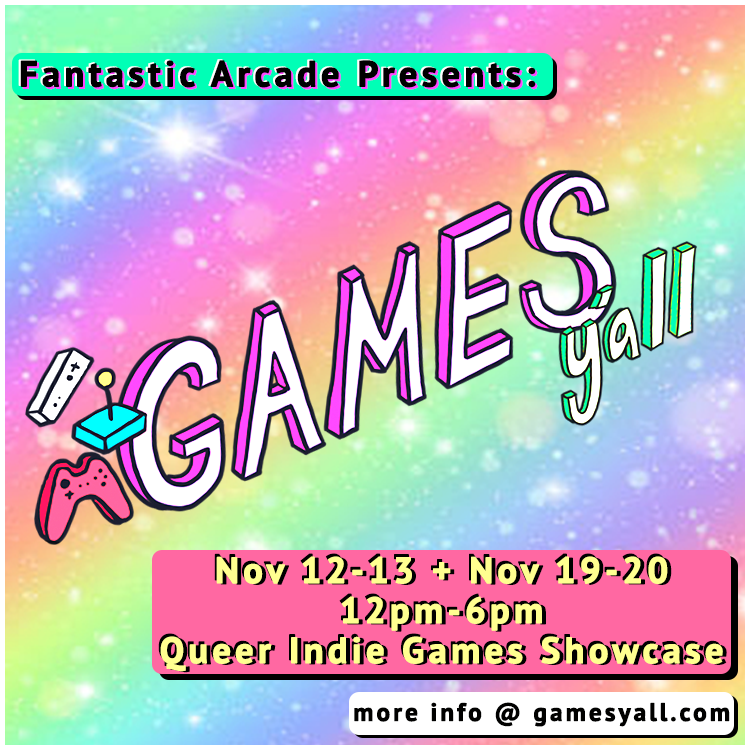 Fantastic Arcade Presents:
GAMES
y'all
Nov 12-13 + Nov 19-20
12pm-6pm
Queer Indie Games Showcase
more info @ gamesyall.com